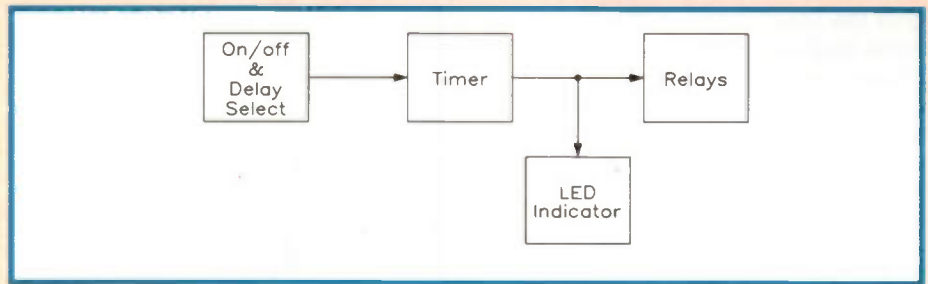 On/off
&
Delay
Select
Timer
Relays
LED
Indicator